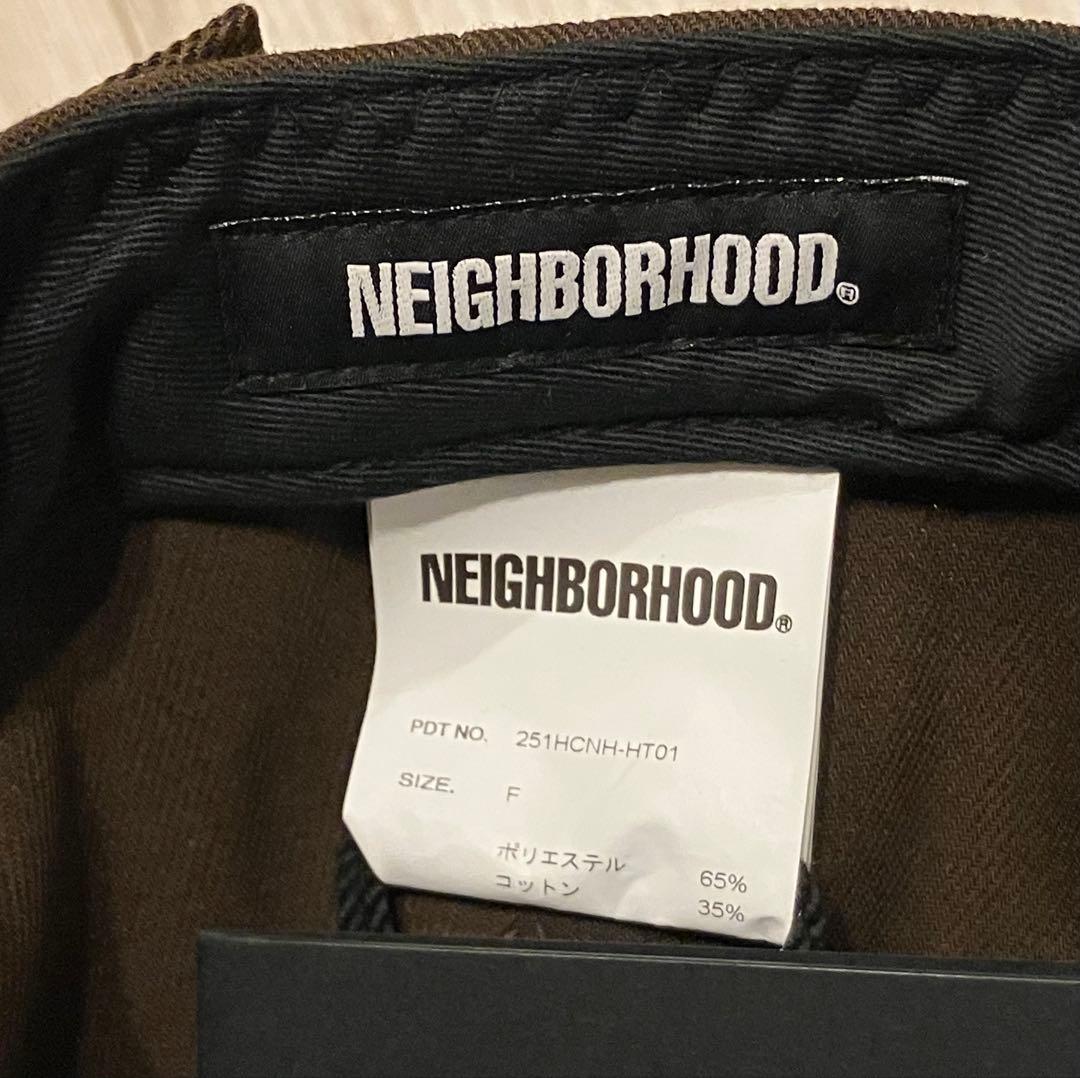 NEIGHBORHOOD®
NEIGHBORHOOD®
PDT NO. 251HCNH-HT01
SIZE. F
ポリエステル 65%
コットン 35%